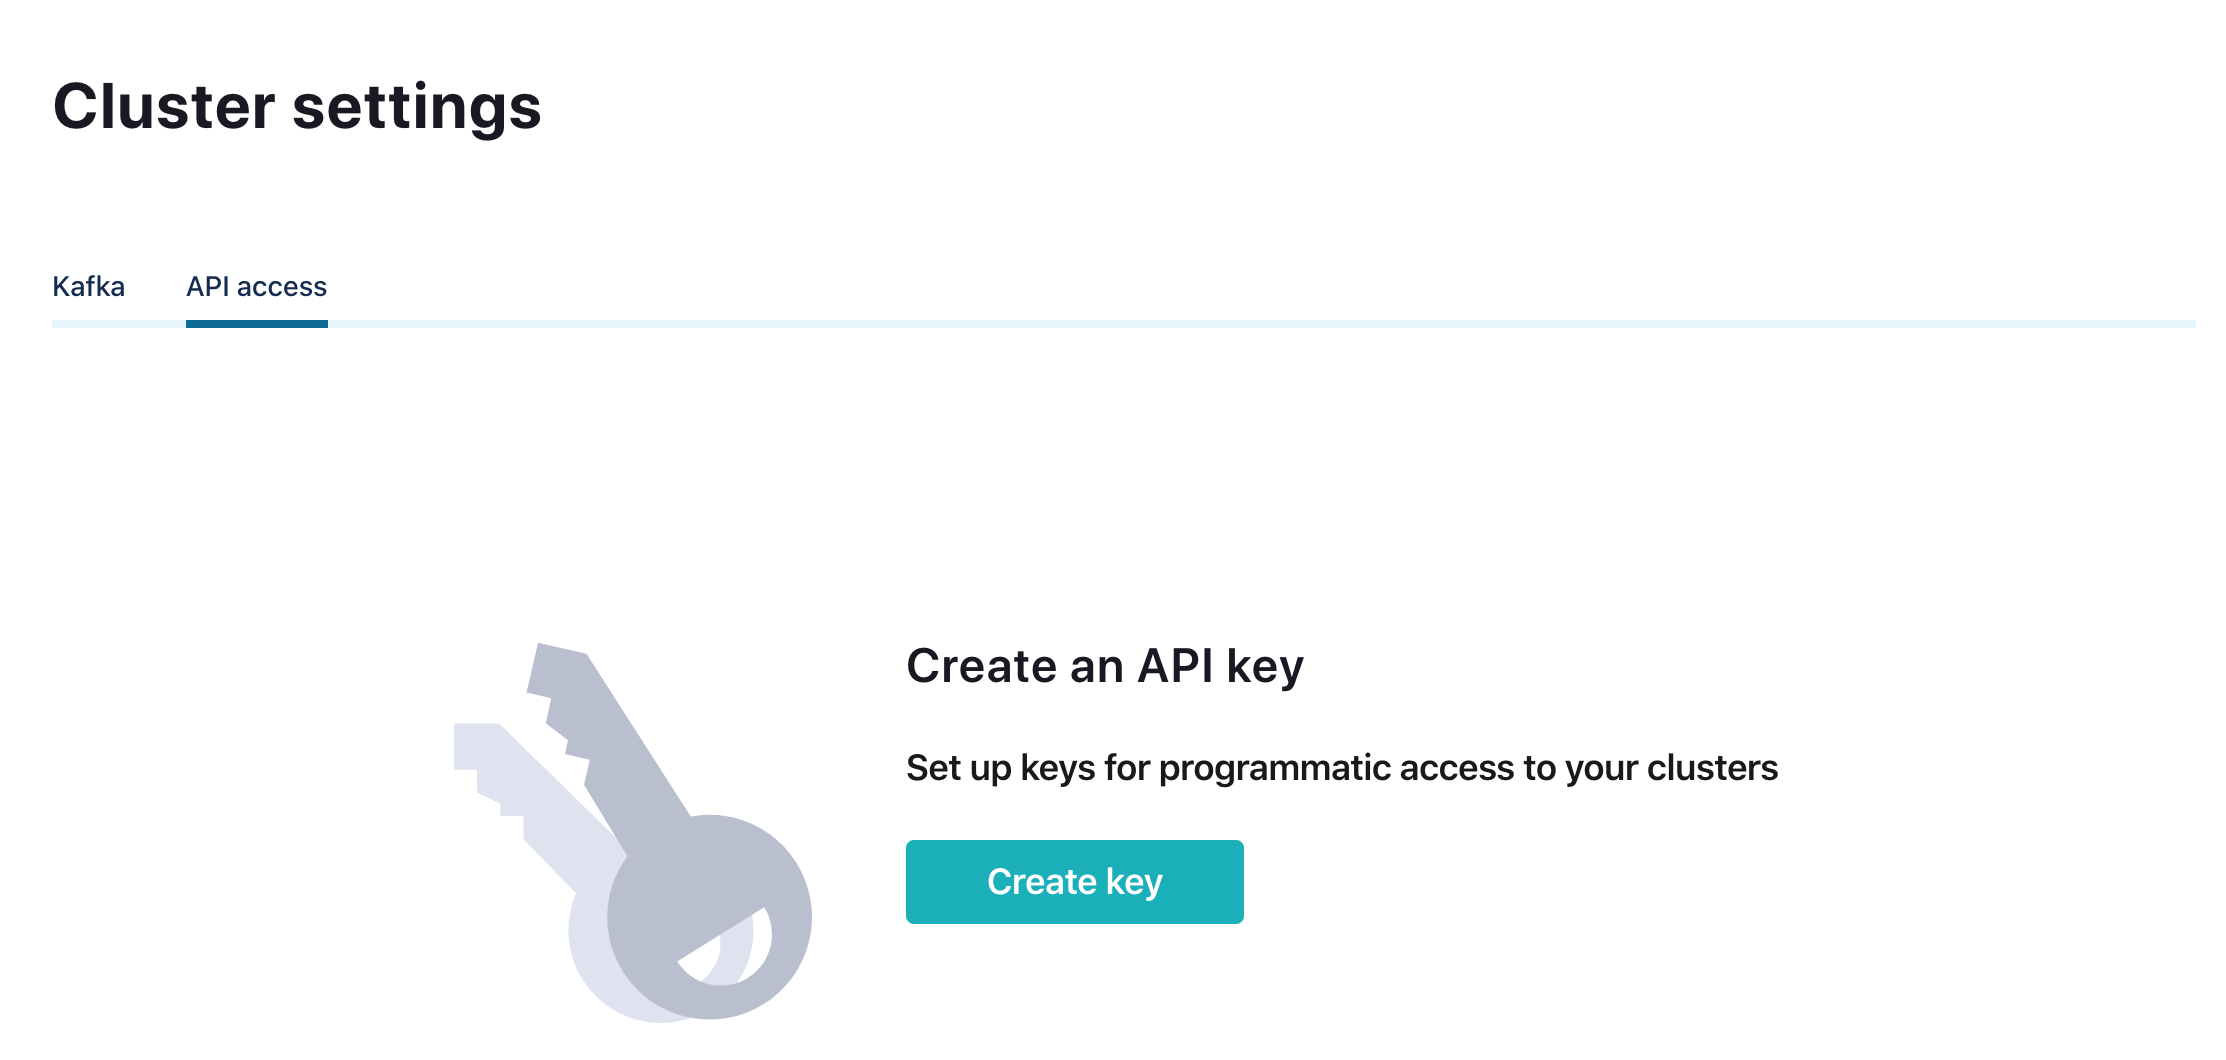 Cluster settings
Kafka
API access
Create an API key
Set up keys for programmatic access to your clusters
Create key